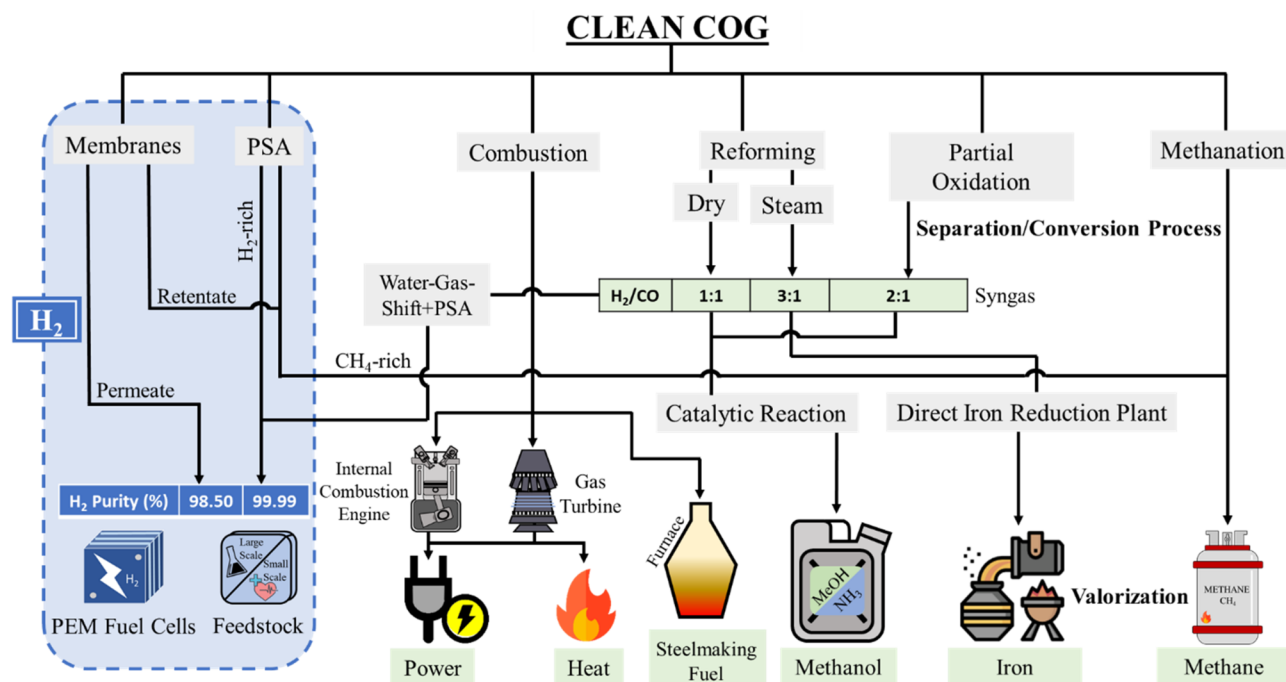 CLEAN COG
Membranes
PSA
Combustion
Reforming
Partial
Oxidation
Methanation
Dry
Steam
Separation/Conversion Process
H₂-rich
Retentate
Water-Gas-
Shift+PSA
H₂/CO
1:1
3:1
2:1
Syngas
H₂
CH₄-rich
Permeate
Catalytic Reaction
Direct Iron Reduction Plant
Internal
Combustion
Engine
Gas
Turbine
Furnace
H₂ Purity (%)
98.50
99.99
H₂
Large
Scale
Small
Scale
MeOH
NH₃
METHANE
CH₄
Valorization
PEM Fuel Cells
Feedstock
Power
Heat
Steelmaking
Fuel
Methanol
Iron
Methane